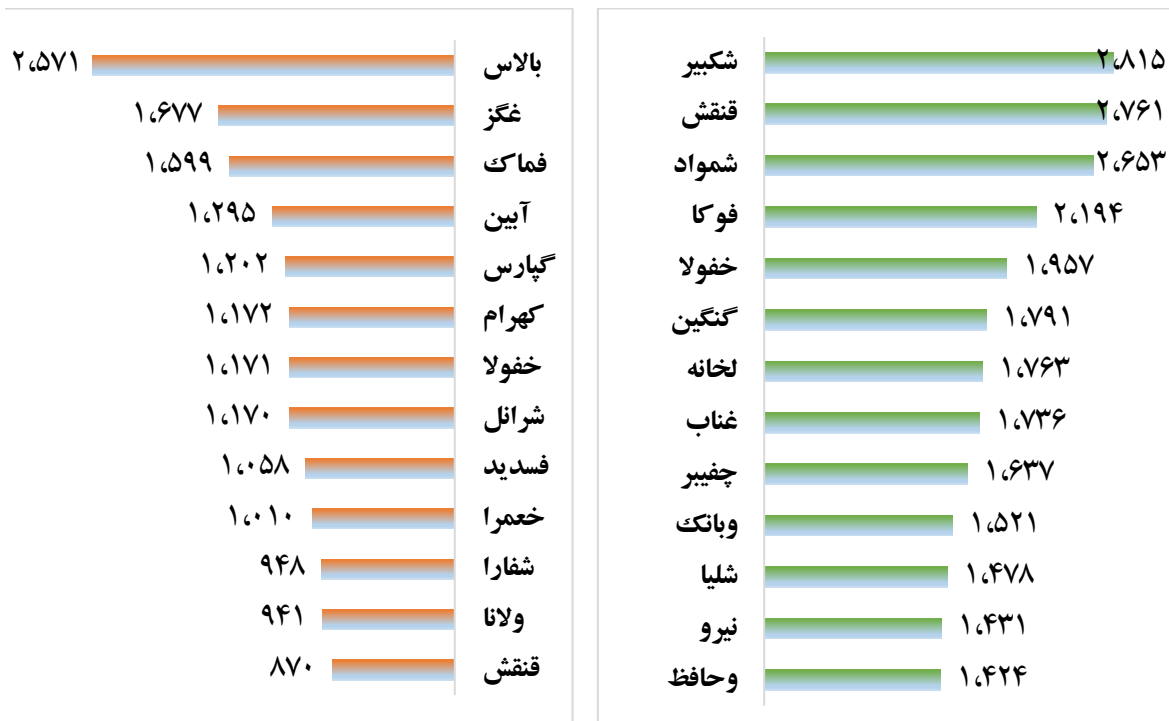 شکبیر ۲،۸۱۵
قنقش ۲،۷۶۱
شمواد ۲،۶۵۳
فوکا ۲،۱۹۴
خفولا ۱،۹۵۷
گنگین ۱،۷۹۱
لخانه ۱،۷۶۳
غناب ۱،۷۳۶
چفیبر ۱،۶۳۷
وبانک ۱،۵۲۱
شلیا ۱،۴۷۸
نیرو ۱،۴۳۱
وحافظ ۱،۴۲۴
بالاس ۲،۵۷۱
غگز ۱،۶۷۷
فماک ۱،۵۹۹
آبین ۱،۲۹۵
گپارس ۱،۲۰۲
کهرام ۱،۱۷۲
خفولا ۱،۱۷۱
شرانل ۱،۱۷۰
فسدید ۱،۰۵۸
خعمرا ۱،۰۱۰
شفارا ۹۴۸
ولانا ۹۴۱
قنقش ۸۷۰